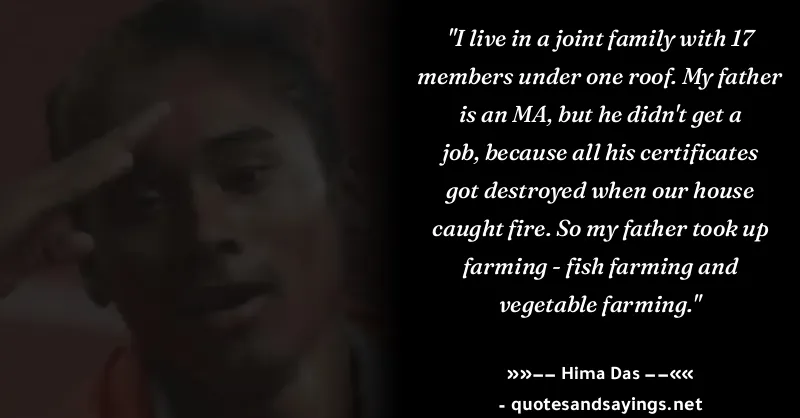 "I live in a joint family with 17
members under one roof. My father
is an MA, but he didn't get a
job, because all his certificates
got destroyed when our house
caught fire. So my father took up
farming - fish farming and
vegetable farming."
»»−− Hima Das −−««
- quotesandsayings.net